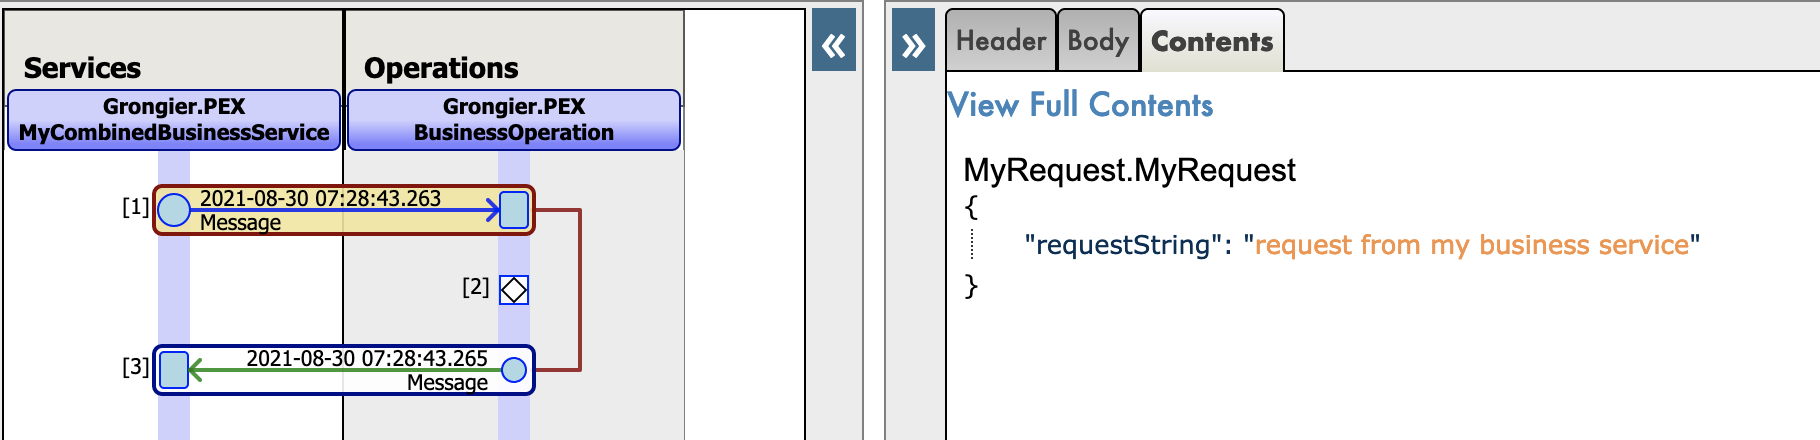 Services
Operations
Grongier.PEX
MyCombinedBusinessService
Grongier.PEX
BusinessOperation
[1]
2021-08-30 07:28:43.263
Message
[2]
[3]
2021-08-30 07:28:43.265
Message
«
»
Header
Body
Contents
View Full Contents
MyRequest.MyRequest
{
"requestString": "request from my business service"
}